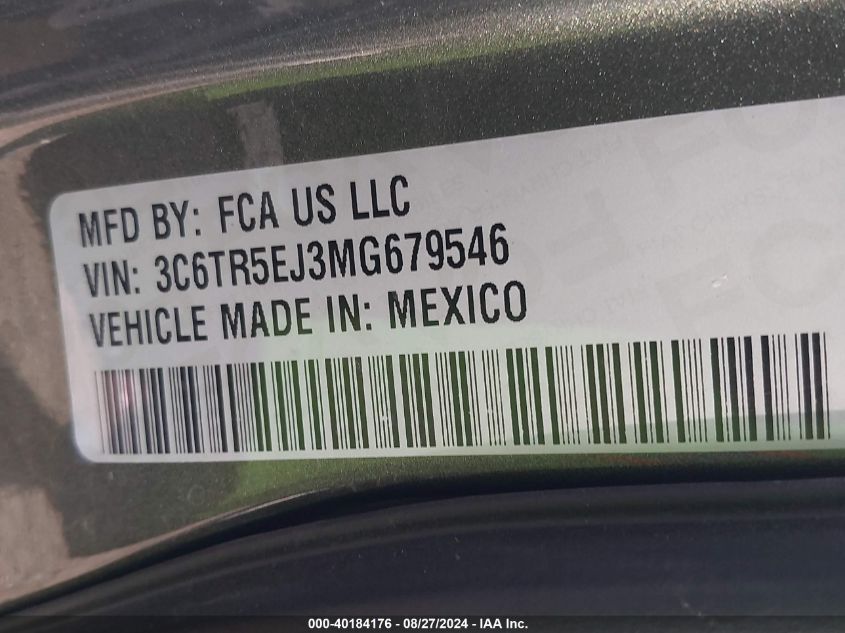 MFD BY: FCA US LLC
VIN: 3C6TR5EJ3MG679546
VEHICLE MADE IN: MEXICO
000-40184176 - 08/27/2024 - IAA Inc.